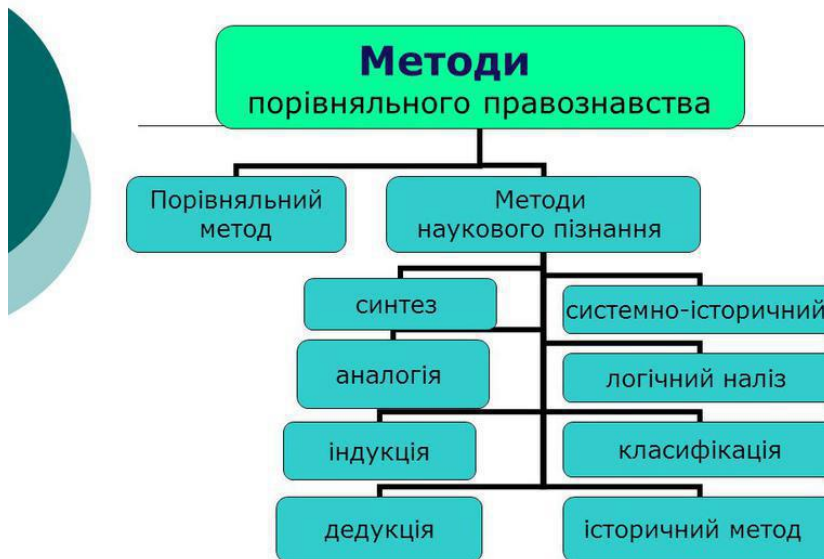 Методи
порівняльного правознавства
Порівняльний
метод
Методи
наукового пізнання
синтез
системно-історичний
аналогія
логічний наліз
індукція
класифікація
дедукція
історичний метод